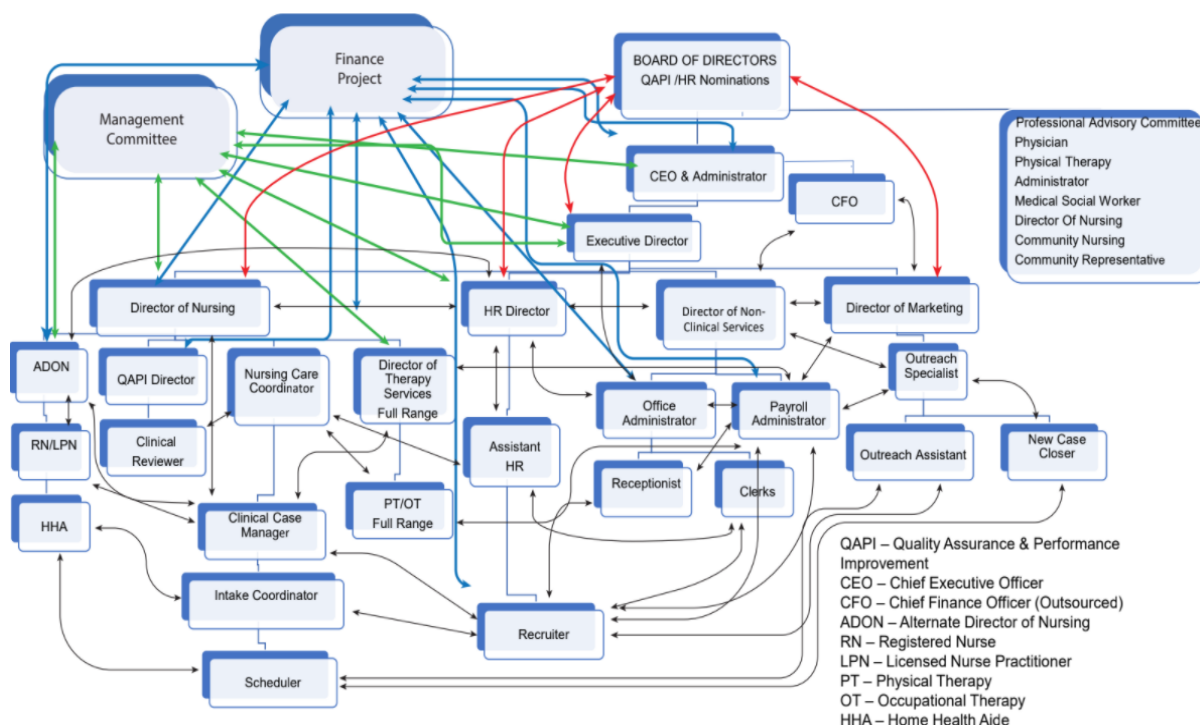 Finance
Project
BOARD OF DIRECTORS
QAPI /HR Nominations
Management
Committee
Professional Advisory Committee
Physician
Physical Therapy
Administrator
Medical Social Worker
Director Of Nursing
Community Nursing
Community Representative
CEO & Administrator
CFO
Executive Director
Director of Nursing
HR Director
Director of Non-
Clinical Services
Director of Marketing
ADON
QAPI Director
Nursing Care
Coordinator
Director of
Therapy
Services
Full Range
Office
Administrator
Payroll
Administrator
Outreach
Specialist
RN/LPN
Clinical
Reviewer
Assistant
HR
Outreach Assistant
New Case
Closer
Receptionist
Clerks
HHA
Clinical Case
Manager
PT/OT
Full Range
Intake Coordinator
Recruiter
Scheduler
QAPI – Quality Assurance & Performance
Improvement
CEO – Chief Executive Officer
CFO – Chief Finance Officer (Outsourced)
ADON – Alternate Director of Nursing
RN – Registered Nurse
LPN – Licensed Nurse Practitioner
PT – Physical Therapy
OT – Occupational Therapy
HHA – Home Health Aide